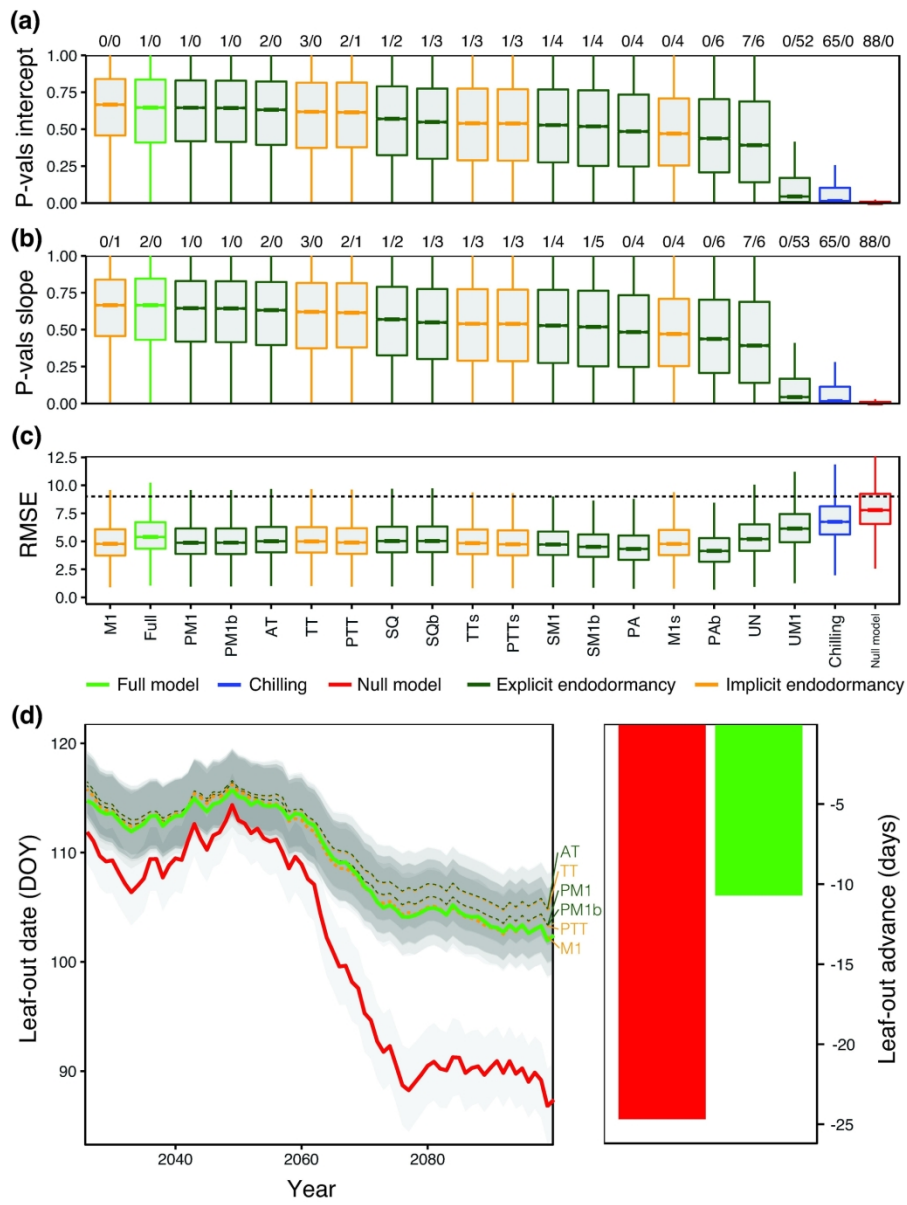 (a)
0/0 1/0 1/0 1/0 2/0 3/0 2/1 1/2 1/3 1/3 1/3 1/4 1/4 0/4 0/4 0/6 7/6 0/52 65/0 88/0
P-vals intercept
1.00
0.75
0.50
0.25
0.00
(b)
0/1 2/0 1/0 1/0 2/0 3/0 2/1 1/2 1/3 1/3 1/3 1/4 1/5 0/4 0/4 0/6 7/6 0/53 65/0 88/0
P-vals slope
1.00
0.75
0.50
0.25
0.00
(c)
RMSE
12.5
10.0
7.5
5.0
2.5
0.0
M1 Full PM1 PM1b AT TT PTT SQ SQb TTs PTTs SM1 SM1b PA M1s PAb UN UM1 Chilling Null model
Full model Chilling Null model Explicit endodormancy Implicit endodormancy
(d)
Leaf-out date (DOY)
120
110
100
90
2040 2060 2080
Year
AT
TT
PM1
PM1b
PTT
M1
-5
-10
-15
-20
-25
Leaf-out advance (days)